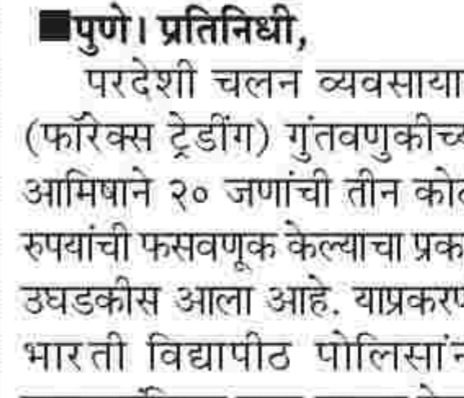 ■पुणे। प्रतिनिधी,
परदेशी चलन व्यवसाया
(फॉरेक्स ट्रेडींग) गुंतवणुकीच्
आमिषाने २० जणांची तीन को
रुपयांची फसवणूक केल्याचा प्रक
उघडकीस आला आहे. याप्रकर
भारती विद्यापीठ पोलिसां